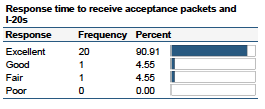 Response time to receive acceptance packets and
I-20s
Response Frequency Percent
Excellent 20 90.91
Good 1 4.55
Fair 1 4.55
Poor 0 0.00